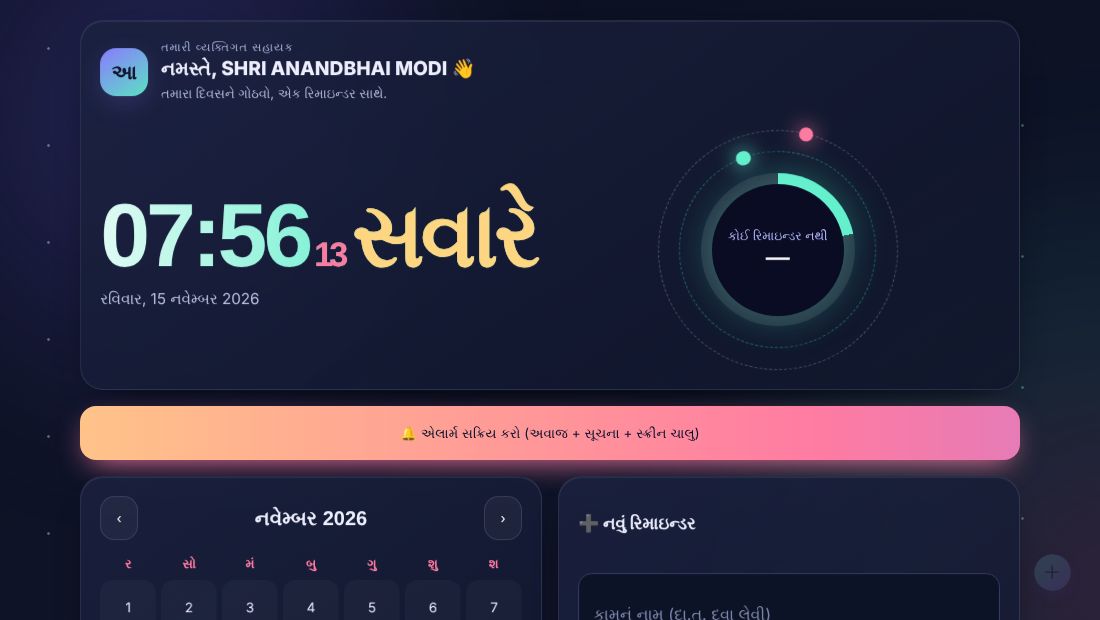 આ
તમારી વ્યક્તિગત સહાયક
નમસ્તે, SHRI ANANDBHAI MODI 👋
તમારા દિવસને ગોઠવો, એક રિમાઇન્ડર સાથે.
07:56 13 સવારે
રવિવાર, 15 નવેમ્બર 2026
કોઈ રિમાઇન્ડર નથી
—
🔔 એલાર્મ સક્રિય કરો (અવાજ + સૂચના + સ્ક્રીન ચાલુ)
‹ નવેમ્બર 2026 ›
ર સો મં બુ ગુ શુ શ
1 2 3 4 5 6 7
➕ નવું રિમાઇન્ડર
કામનું નામ (દા.ત. દવા લેવી)
+